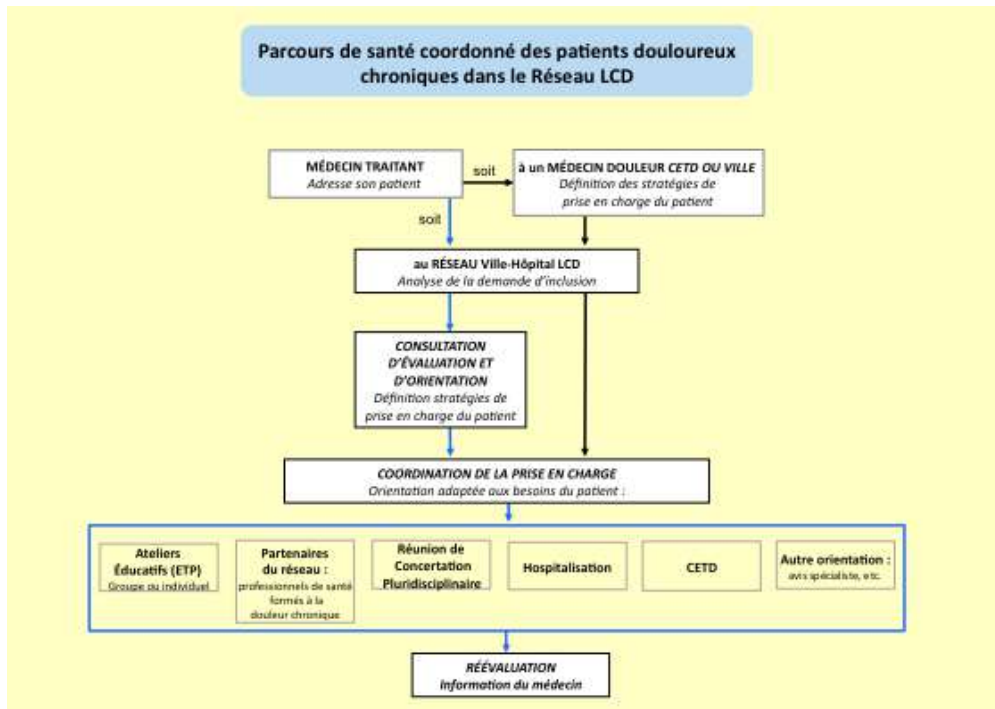 Parcours de santé coordonné des patients douloureux
chroniques dans le Réseau LCD
MÉDECIN TRAITANT
Adresse son patient
soit
à un MÉDECIN DOULEUR CETD OU VILLE
Définition des stratégies de
prise en charge du patient
soit
au RÉSEAU Ville-Hôpital LCD
Analyse de la demande d'inclusion
CONSULTATION
D'ÉVALUATION ET
D'ORIENTATION
Définition stratégies de
prise en charge du patient
COORDINATION DE LA PRISE EN CHARGE
Orientation adaptée aux besoins du patient :
Ateliers
Éducatifs (ETP)
Groupe ou individuel
Partenaires
du réseau :
professionnels de santé
formés à la
douleur chronique
Réunion de
Concertation
Pluridisciplinaire
Hospitalisation
CETD
Autre orientation :
avis spécialiste, etc.
RÉÉVALUATION
Information du médecin